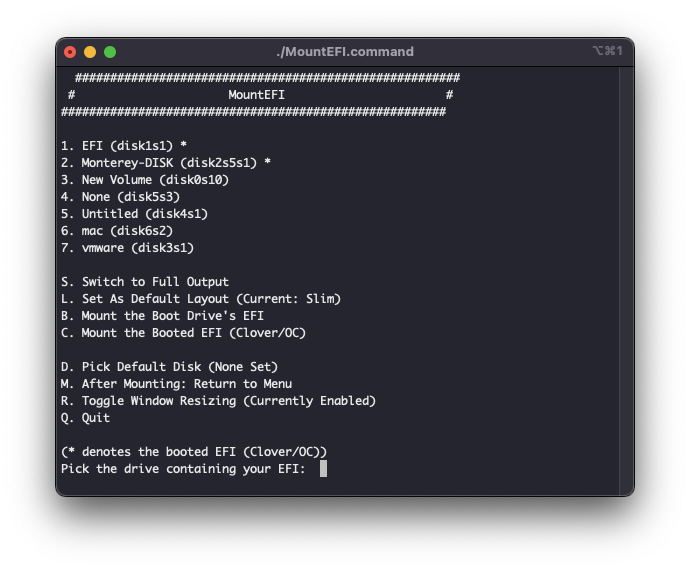 ./MountEFI.command
⌥⌘1
#######################################################
# MountEFI #
#######################################################
1. EFI (disk1s1) *
2. Monterey-DISK (disk2s5s1) *
3. New Volume (disk0s10)
4. None (disk5s3)
5. Untitled (disk4s1)
6. mac (disk6s2)
7. vmware (disk3s1)
S. Switch to Full Output
L. Set As Default Layout (Current: Slim)
B. Mount the Boot Drive's EFI
C. Mount the Booted EFI (Clover/OC)
D. Pick Default Disk (None Set)
M. After Mounting: Return to Menu
R. Toggle Window Resizing (Currently Enabled)
Q. Quit
(* denotes the booted EFI (Clover/OC))
Pick the drive containing your EFI: